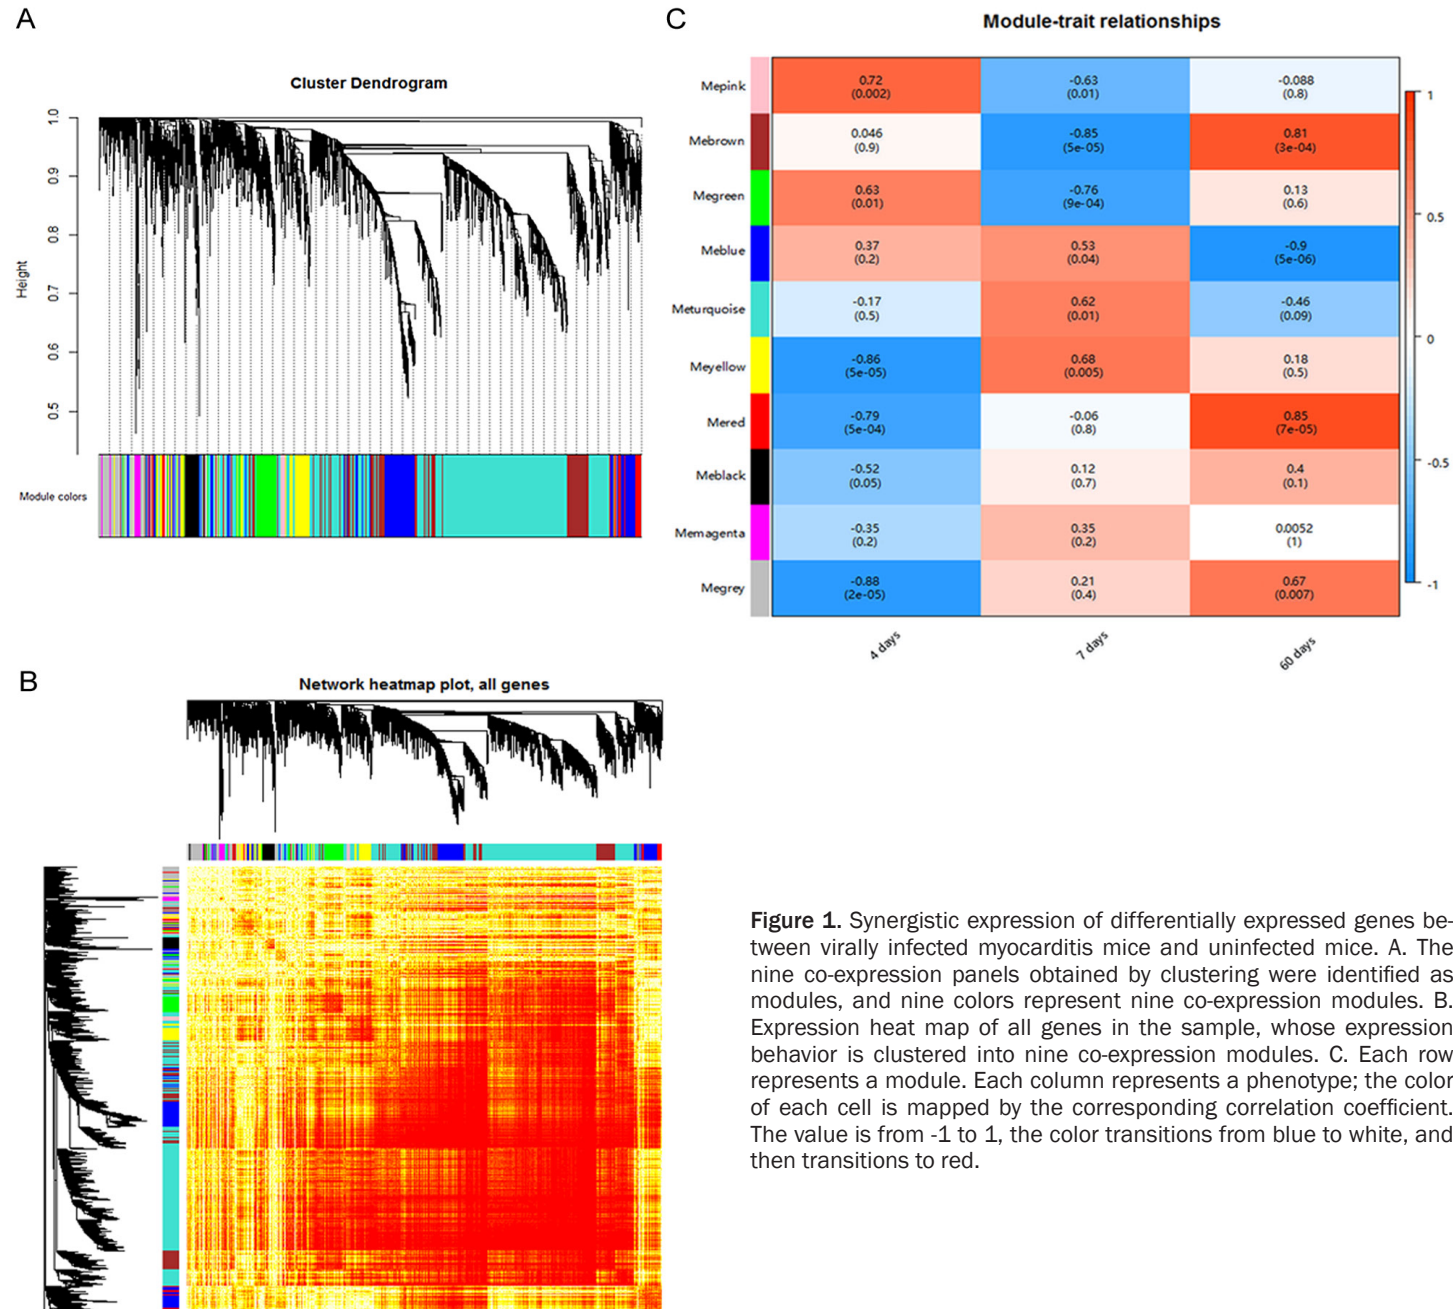 A
Cluster Dendrogram
Height
1.0
0.9
0.8
0.7
0.6
0.5
Module colors
C
Module-trait relationships
Mepink
0.72
(0.002)
-0.63
(0.01)
-0.088
(0.8)
Mebrown
0.046
(0.9)
-0.85
(5e-05)
0.81
(3e-04)
Megreen
0.63
(0.01)
-0.76
(9e-04)
0.13
(0.6)
Meblue
0.37
(0.2)
0.53
(0.04)
-0.9
(5e-06)
Meturquoise
-0.17
(0.5)
0.62
(0.01)
-0.46
(0.09)
Meyellow
-0.86
(5e-05)
0.68
(0.005)
0.18
(0.5)
Mered
-0.79
(5e-04)
-0.06
(0.8)
0.85
(7e-05)
Meblack
-0.52
(0.05)
0.12
(0.7)
0.4
(0.1)
Memagenta
-0.35
(0.2)
0.35
(0.2)
0.0052
(1)
Megrey
-0.88
(2e-05)
0.21
(0.4)
0.67
(0.007)
4 days
7 days
60 days
1
0.5
0
-0.5
-1
B
Network heatmap plot, all genes
Figure 1. Synergistic expression of differentially expressed genes be-
tween virally infected myocarditis mice and uninfected mice. A. The
nine co-expression panels obtained by clustering were identified as
modules, and nine colors represent nine co-expression modules. B.
Expression heat map of all genes in the sample, whose expression
behavior is clustered into nine co-expression modules. C. Each row
represents a module. Each column represents a phenotype; the color
of each cell is mapped by the corresponding correlation coefficient.
The value is from -1 to 1, the color transitions from blue to white, and
then transitions to red.